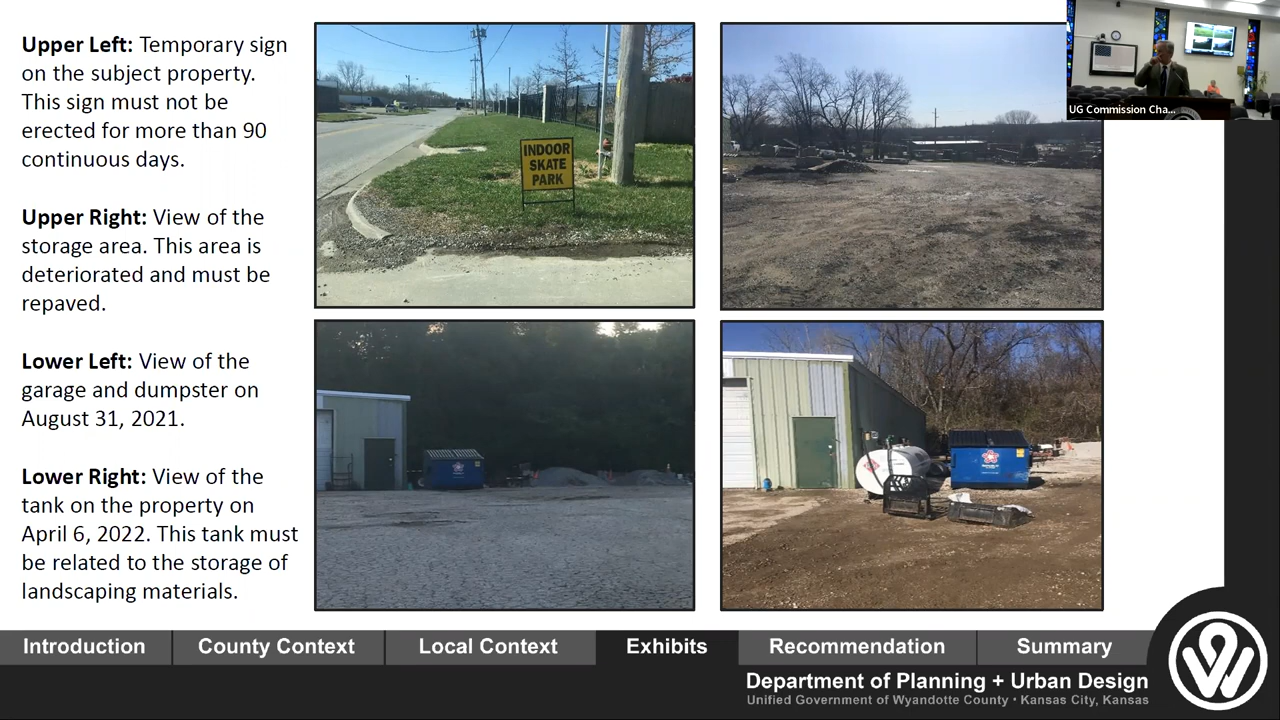 Upper Left: Temporary sign
on the subject property.
This sign must not be
erected for more than 90
continuous days.
Upper Right: View of the
storage area. This area is
deteriorated and must be
repaved.
Lower Left: View of the
garage and dumpster on
August 31, 2021.
Lower Right: View of the
tank on the property on
April 6, 2022. This tank must
be related to the storage of
landscaping materials.
INDOOR
SKATE
PARK
UG Commission Cha...
Introduction
County Context
Local Context
Exhibits
Recommendation
Summary
Department of Planning + Urban Design
Unified Government of Wyandotte County • Kansas City, Kansas